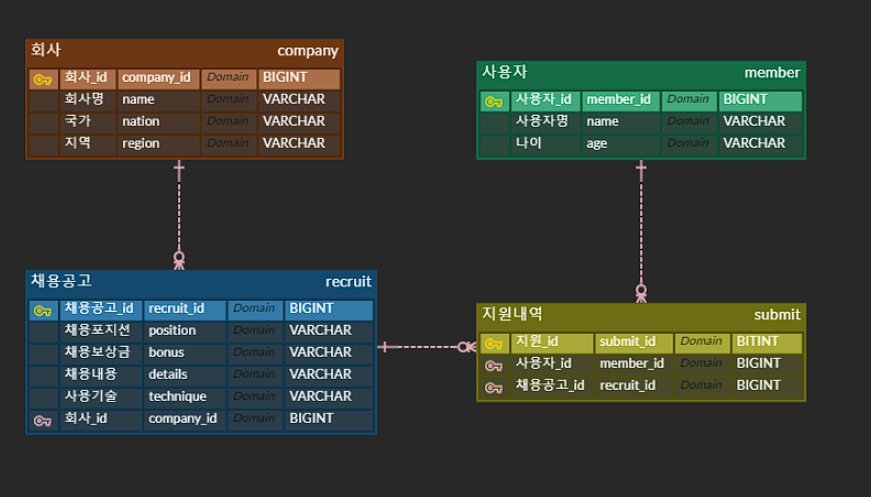 회사 company
회사_id company_id Domain BIGINT
회사명 name Domain VARCHAR
국가 nation Domain VARCHAR
지역 region Domain VARCHAR
사용자 member
사용자_id member_id Domain BIGINT
사용자명 name Domain VARCHAR
나이 age Domain VARCHAR
채용공고 recruit
채용공고_id recruit_id Domain BIGINT
채용포지션 position Domain VARCHAR
채용보상금 bonus Domain VARCHAR
채용내용 details Domain VARCHAR
사용기술 technique Domain VARCHAR
회사_id company_id Domain BIGINT
지원내역 submit
지원_id submit_id Domain BITINT
사용자_id member_id Domain BIGINT
채용공고_id recruit_id Domain BIGINT